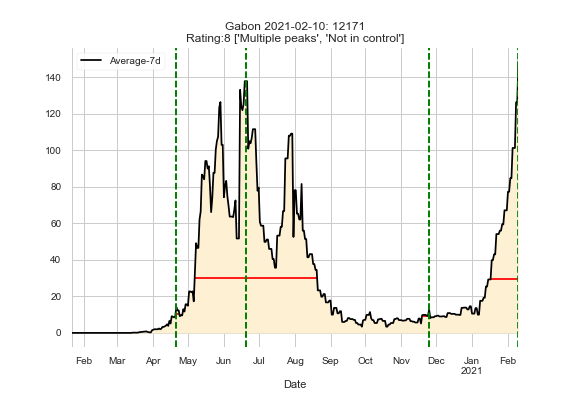 Gabon 2021-02-10: 12171
Rating:8 ['Multiple peaks', 'Not in control']
Average-7d
140
120
100
80
60
40
20
0
Feb Mar Apr May Jun Jul Aug Sep Oct Nov Dec Jan Feb
2021
Date